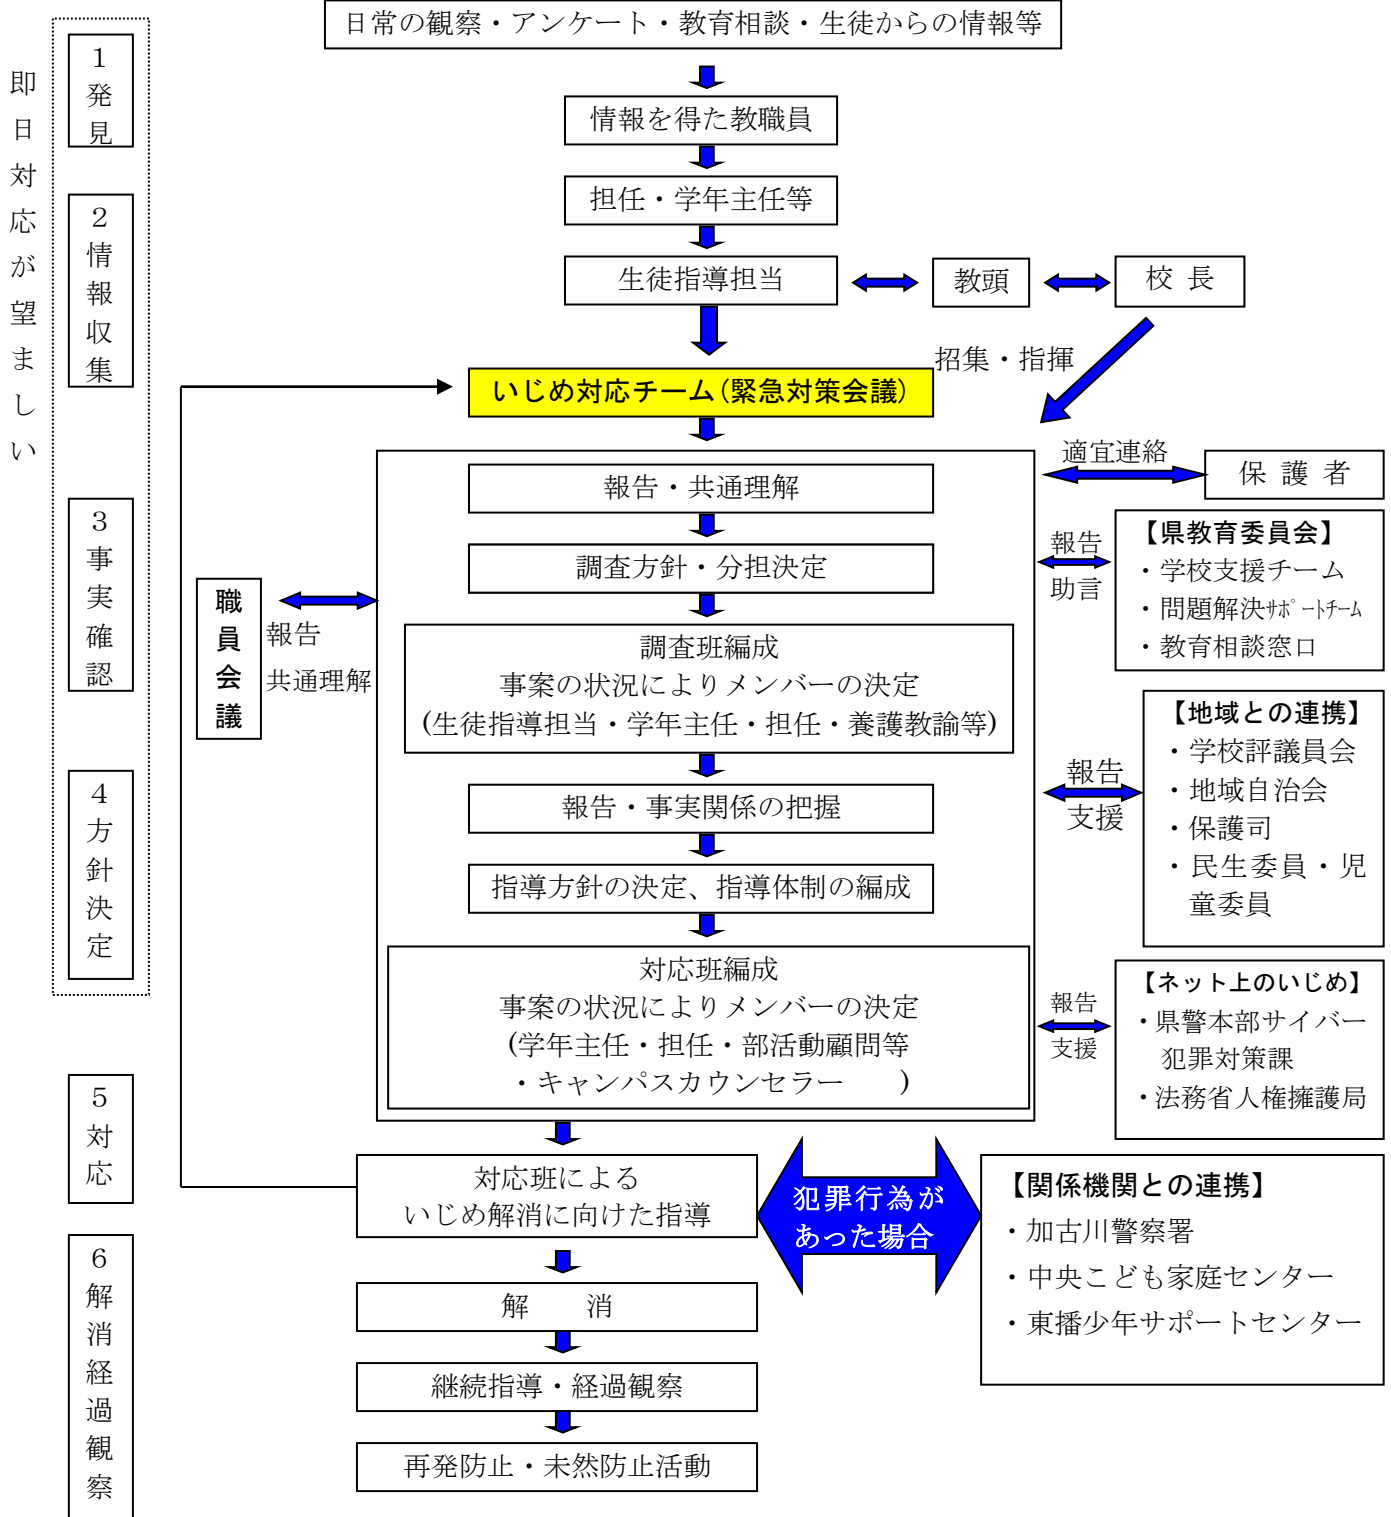 日常の観察・アンケート・教育相談・生徒からの情報等
即日対応が望ましい
1発見
2情報収集
3事実確認
4方針決定
5対応
6解消経過観察
情報を得た教職員
担任・学年主任等
生徒指導担当
教頭
校 長
招集・指揮
いじめ対応チーム(緊急対策会議)
報告・共通理解
調査方針・分担決定
調査班編成
事案の状況によりメンバーの決定
(生徒指導担当・学年主任・担任・養護教諭等)
報告・事実関係の把握
指導方針の決定、指導体制の編成
対応班編成
事案の状況によりメンバーの決定
(学年主任・担任・部活動顧問等
・キャンパスカウンセラー　　)
職員会議
報告
共通理解
適宜連絡
保 護 者
報告
助言
【県教育委員会】
・学校支援チーム
・問題解決ｻﾎﾟｰﾄﾁｰﾑ
・教育相談窓口
報告
支援
【地域との連携】
・学校評議員会
・地域自治会
・保護司
・民生委員・児
童委員
報告
支援
【ネット上のいじめ】
・県警本部サイバー
犯罪対策課
・法務省人権擁護局
対応班による
いじめ解消に向けた指導
犯罪行為が
あった場合
【関係機関との連携】
・加古川警察署
・中央こども家庭センター
・東播少年サポートセンター
解　　消
継続指導・経過観察
再発防止・未然防止活動